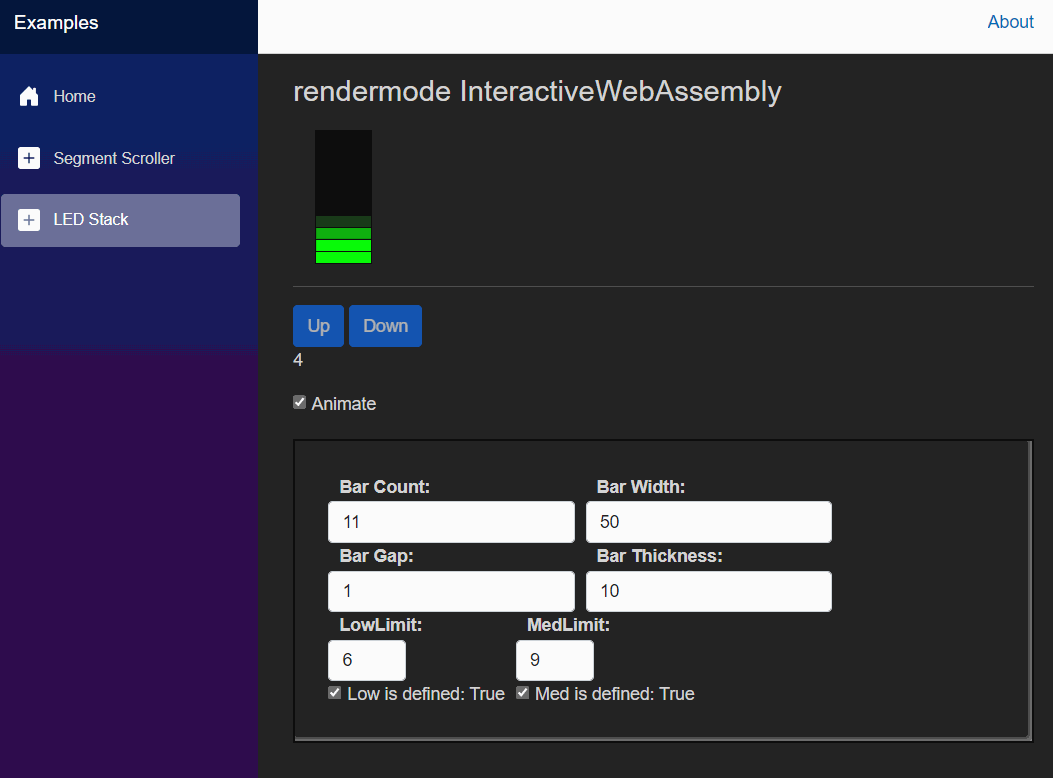 Examples
About
Home
Segment Scroller
LED Stack
rendermode InteractiveWebAssembly
Up Down
4
Animate
Bar Count: Bar Width:
11 50
Bar Gap: Bar Thickness:
1 10
LowLimit: MedLimit:
6 9
Low is defined: True Med is defined: True